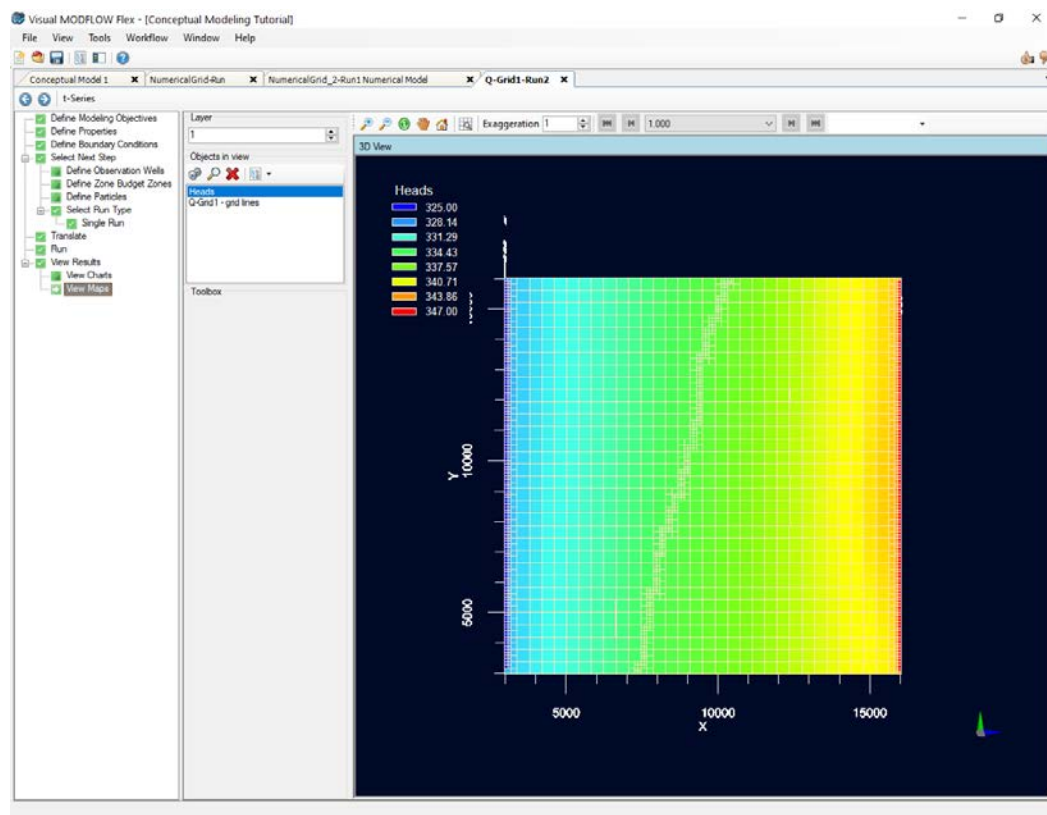 Visual MODFLOW Flex - [Conceptual Modeling Tutorial]
File View Tools Workflow Window Help
Conceptual Model 1 NumericalGrid-Run NumericalGrid_2-Run1 Numerical Model Q-Grid1-Run2
t-Series
Define Modeling Objectives
Define Properties
Define Boundary Conditions
Select Next Step
Define Observation Wells
Define Zone Budget Zones
Define Particles
Select Run Type
Single Run
Translate
Run
View Results
View Charts
View Maps
Layer
1
Objects in view
Heads
Q-Grid1 - grid lines
Toolbox
Exaggeration 1 1.000
3D View
Heads
325.00
328.14
331.29
334.43
337.57
340.71
343.86
347.00
Y
10000
5000
5000 10000 15000
X